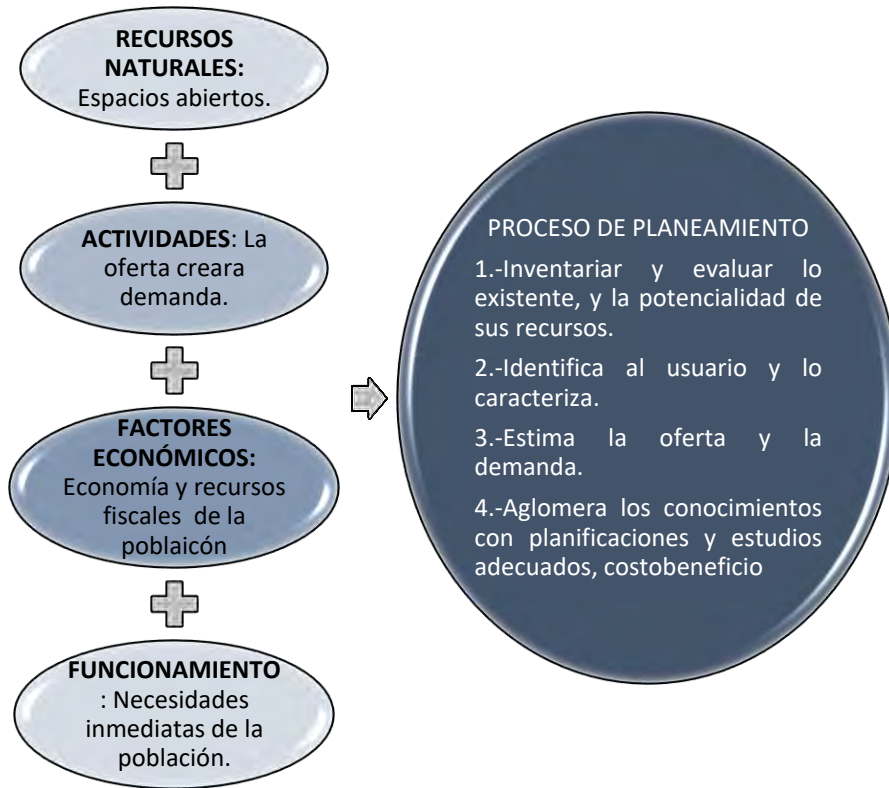 RECURSOS
NATURALES:
Espacios abiertos.
ACTIVIDADES: La
oferta creara
demanda.
FACTORES
ECONÓMICOS:
Economía y recursos
fiscales de la
poblaicón
FUNCIONAMIENTO
: Necesidades
inmediatas de la
población.
PROCESO DE PLANEAMIENTO
1.-Inventariar y evaluar lo
existente, y la potencialidad de
sus recursos.
2.-Identifica al usuario y lo
caracteriza.
3.-Estima la oferta y la
demanda.
4.-Aglomera los conocimientos
con planificaciones y estudios
adecuados, costobeneficio